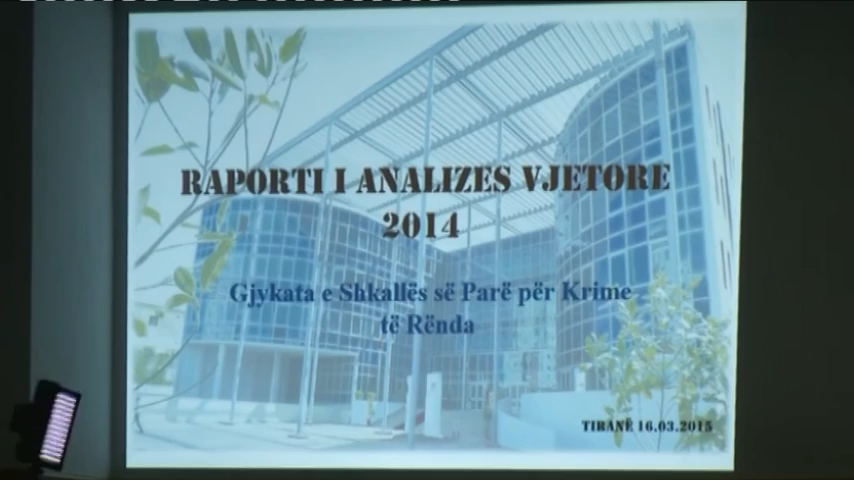 RAPORTI I ANALIZES VJETORE
2014
Gjykata e Shkallës së Parë për Krime
të Rënda
TIRANË 16.03.2015